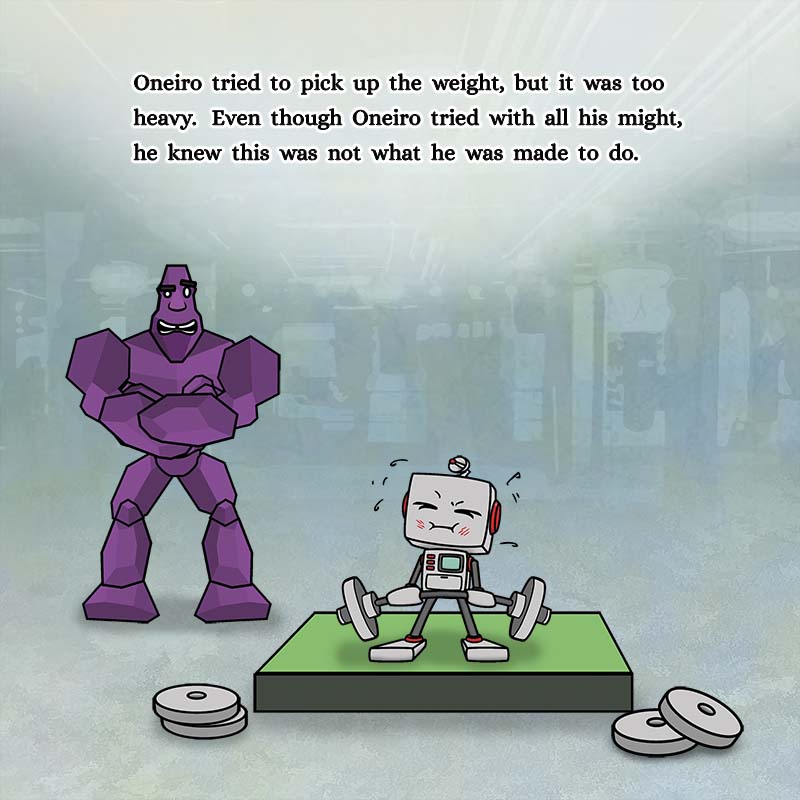 Oneiro tried to pick up the weight, but it was too
heavy. Even though Oneiro tried with all his might,
he knew this was not what he was made to do.